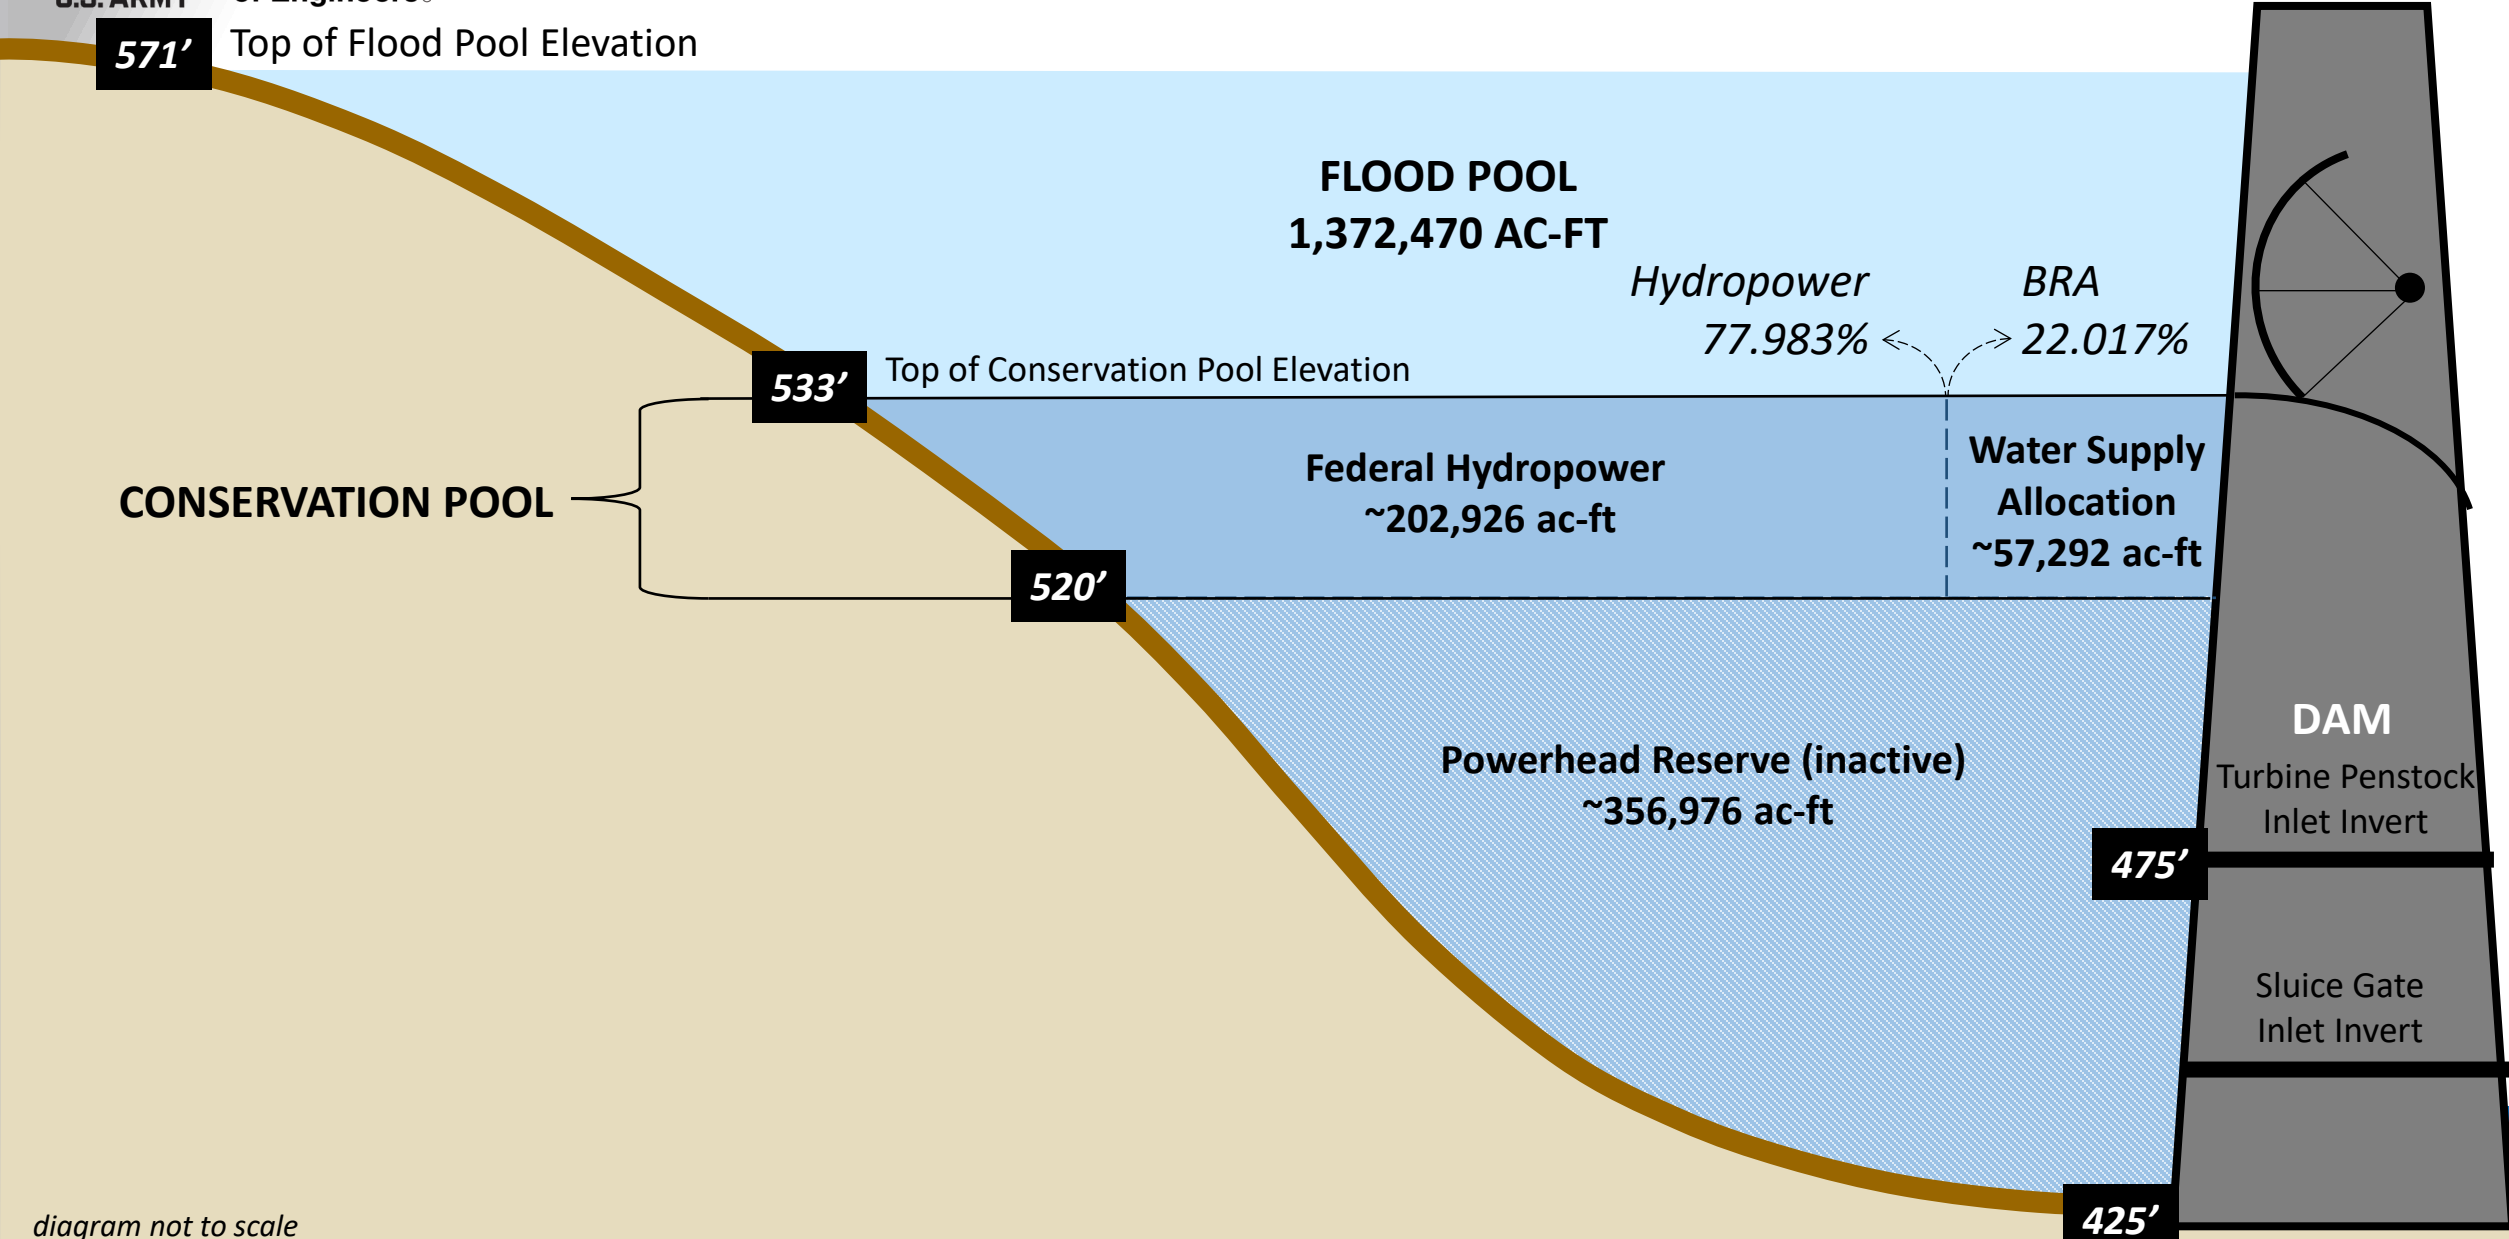 U.S. ARMY
of Engineers®
571’
Top of Flood Pool Elevation
FLOOD POOL
1,372,470 AC-FT
Hydropower
77.983%
BRA
22.017%
533’
Top of Conservation Pool Elevation
CONSERVATION POOL
Federal Hydropower
~202,926 ac-ft
Water Supply
Allocation
~57,292 ac-ft
520’
Powerhead Reserve (inactive)
~356,976 ac-ft
DAM
Turbine Penstock
Inlet Invert
475’
Sluice Gate
Inlet Invert
425’
diagram not to scale